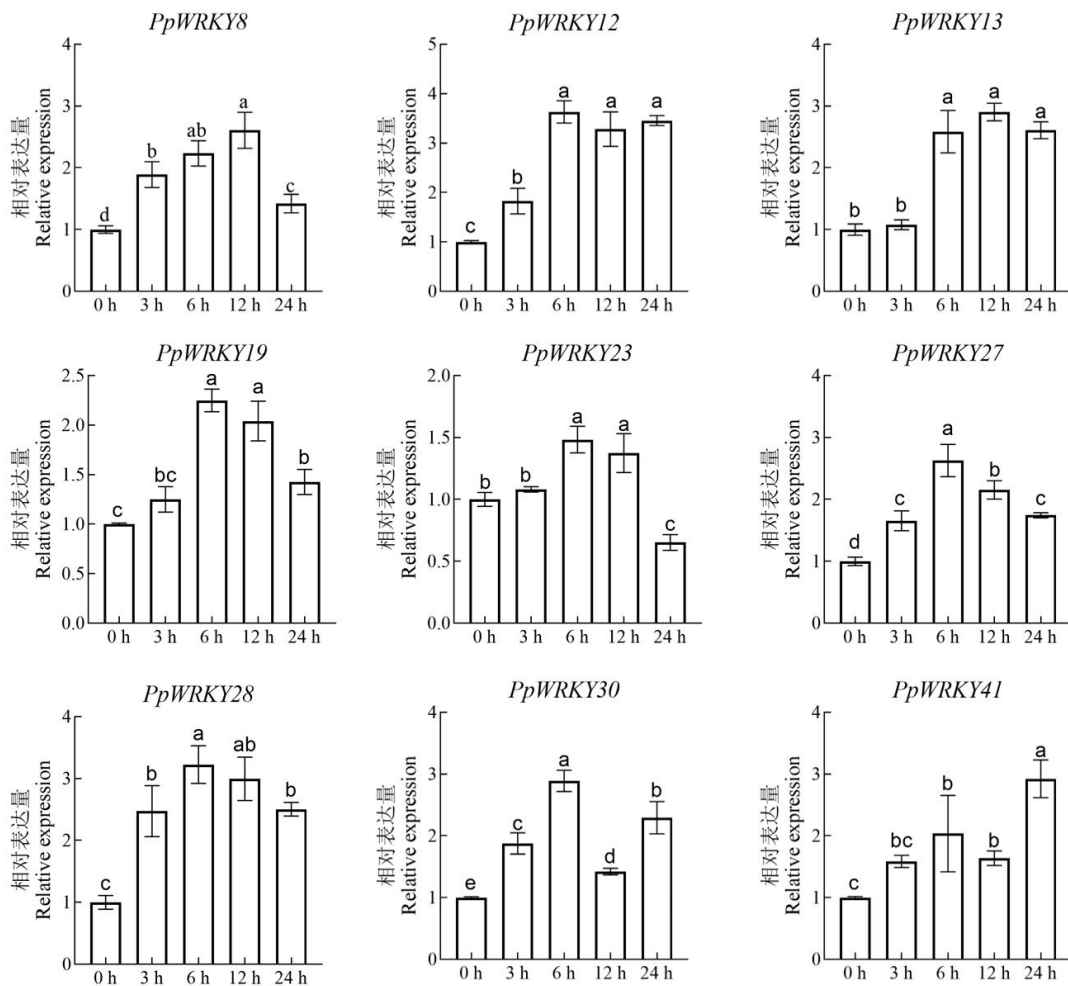 PpWRKY8
相对表达量
Relative expression
4
3
2
1
0
d
b
ab
a
c
0 h 3 h 6 h 12 h 24 h
PpWRKY12
相对表达量
Relative expression
5
4
3
2
1
0
c
b
a
a
a
0 h 3 h 6 h 12 h 24 h
PpWRKY13
相对表达量
Relative expression
4
3
2
1
0
b
b
a
a
a
0 h 3 h 6 h 12 h 24 h
PpWRKY19
相对表达量
Relative expression
2.5
2.0
1.5
1.0
0.5
0.0
c
bc
a
a
b
0 h 3 h 6 h 12 h 24 h
PpWRKY23
相对表达量
Relative expression
2.0
1.5
1.0
0.5
0.0
b
b
a
a
c
0 h 3 h 6 h 12 h 24 h
PpWRKY27
相对表达量
Relative expression
4
3
2
1
0
d
c
a
b
c
0 h 3 h 6 h 12 h 24 h
PpWRKY28
相对表达量
Relative expression
4
3
2
1
0
c
b
a
ab
b
0 h 3 h 6 h 12 h 24 h
PpWRKY30
相对表达量
Relative expression
4
3
2
1
0
e
c
a
d
b
0 h 3 h 6 h 12 h 24 h
PpWRKY41
相对表达量
Relative expression
4
3
2
1
0
c
bc
b
b
a
0 h 3 h 6 h 12 h 24 h